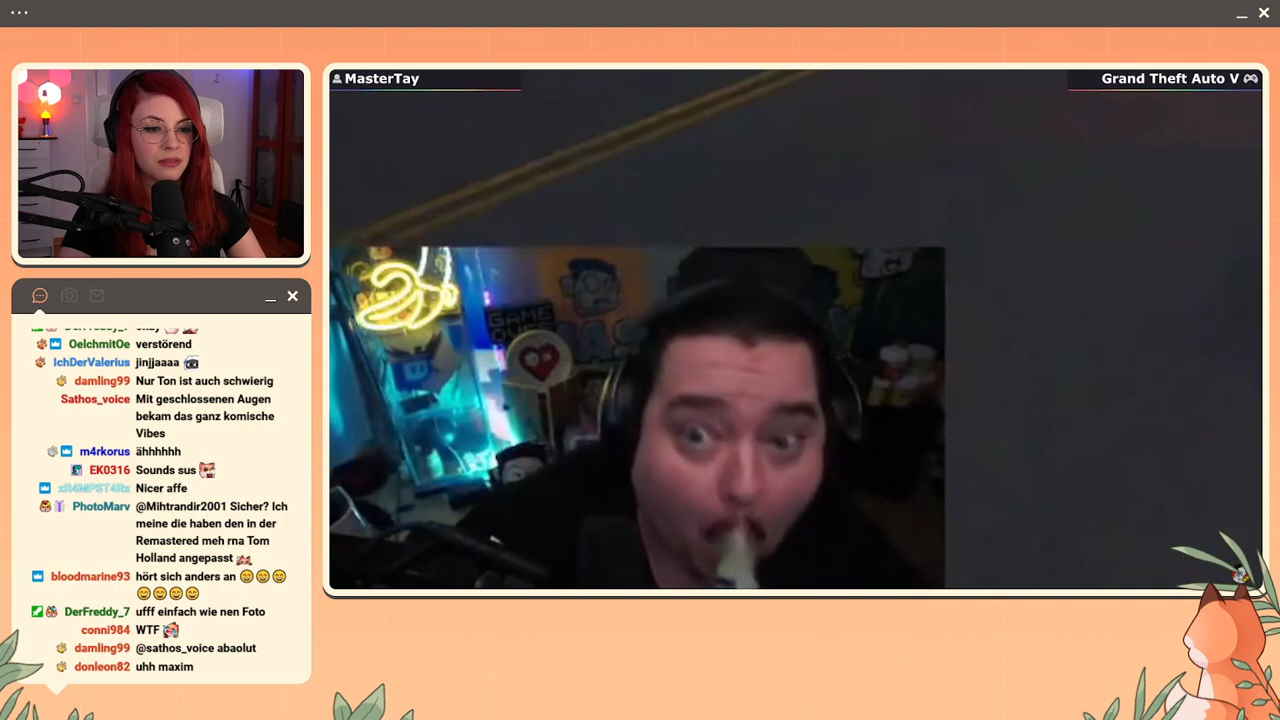 MasterTay
Grand Theft Auto V
GAME
OelchmitOe verstörend
IchDerValerius jinjjaaaa
damling99 Nur Ton ist auch schwierig
Sathos_voice Mit geschlossenen Augen
bekam das ganz komische
Vibes
m4rkorus ähhhhhh
EK0316 Sounds sus
xR4MPST4Rx Nicer affe
PhotoMarv @Mihtrandir2001 Sicher? Ich
meine die haben den in der
Remastered meh rna Tom
Holland angepasst
bloodmarine93 hört sich anders an
DerFreddy_7 ufff einfach wie nen Foto
conni984 WTF
damling99 @sathos_voice abaolut
donleon82 uhh maxim